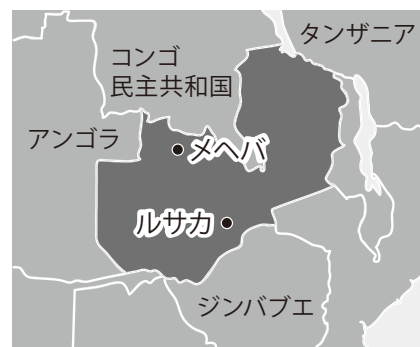 タンザニア
コンゴ
民主共和国
アンゴラ
メヘバ
ルサカ
ジンバブエ